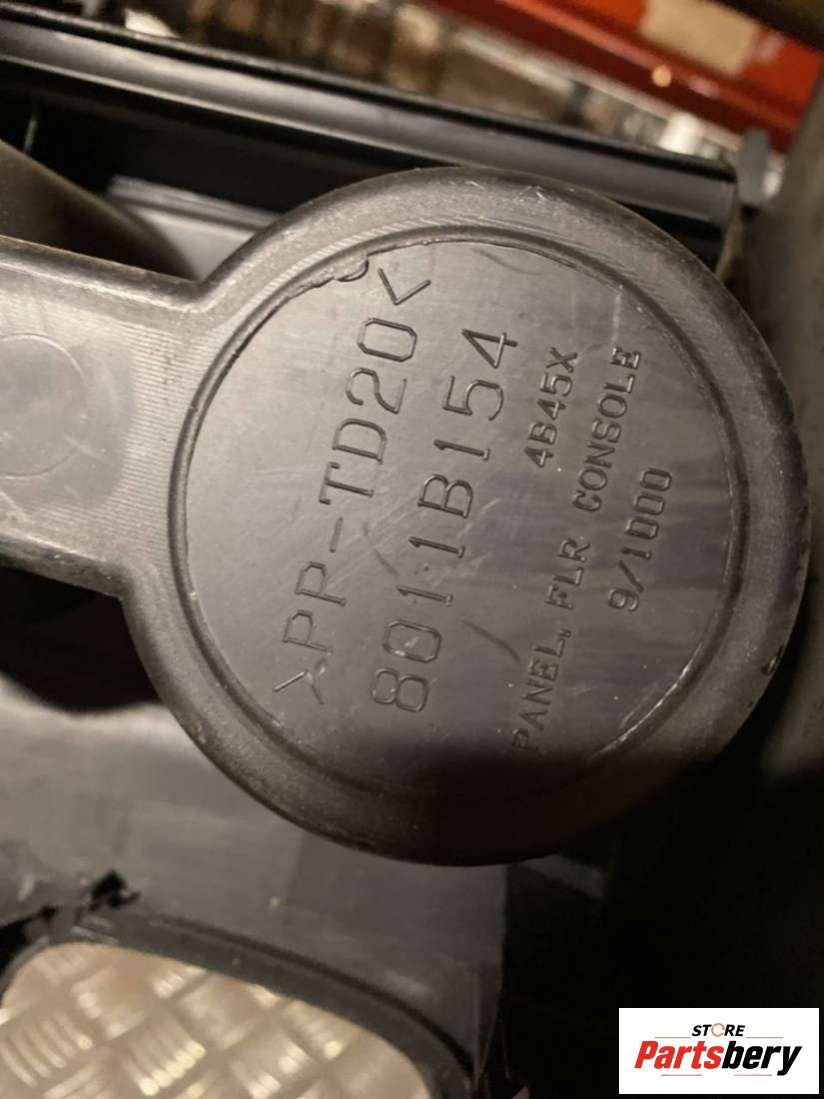 >PP-TD20<
8011B154
4B45X
PANEL, FLR CONSOLE
9/1000
STORE
Partsbery